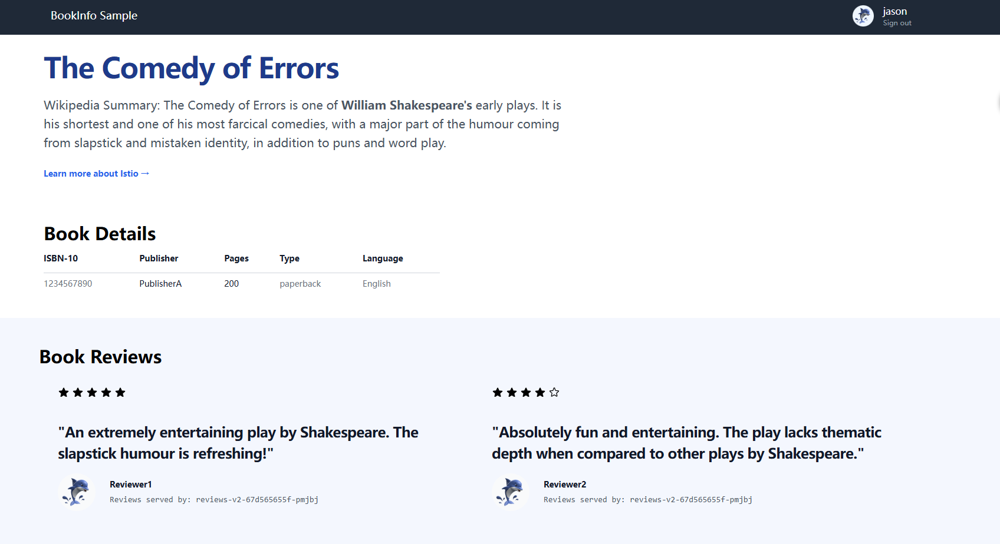 BookInfo Sample
jason
Sign out
The Comedy of Errors
Wikipedia Summary: The Comedy of Errors is one of William Shakespeare's early plays. It is
his shortest and one of his most farcical comedies, with a major part of the humour coming
from slapstick and mistaken identity, in addition to puns and word play.
Learn more about Istio →
Book Details
ISBN-10 Publisher Pages Type Language
1234567890 PublisherA 200 paperback English
Book Reviews
"An extremely entertaining play by Shakespeare. The
slapstick humour is refreshing!"
Reviewer1
Reviews served by: reviews-v2-67d565655f-pmjbj
"Absolutely fun and entertaining. The play lacks thematic
depth when compared to other plays by Shakespeare."
Reviewer2
Reviews served by: reviews-v2-67d565655f-pmjbj